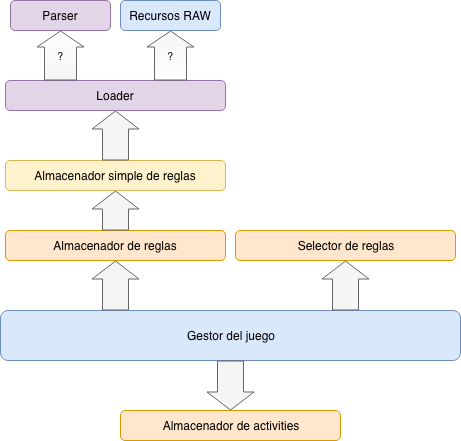 Parser
Recursos RAW
?
?
Loader
Almacenador simple de reglas
Almacenador de reglas
Selector de reglas
Gestor del juego
Almacenador de activities